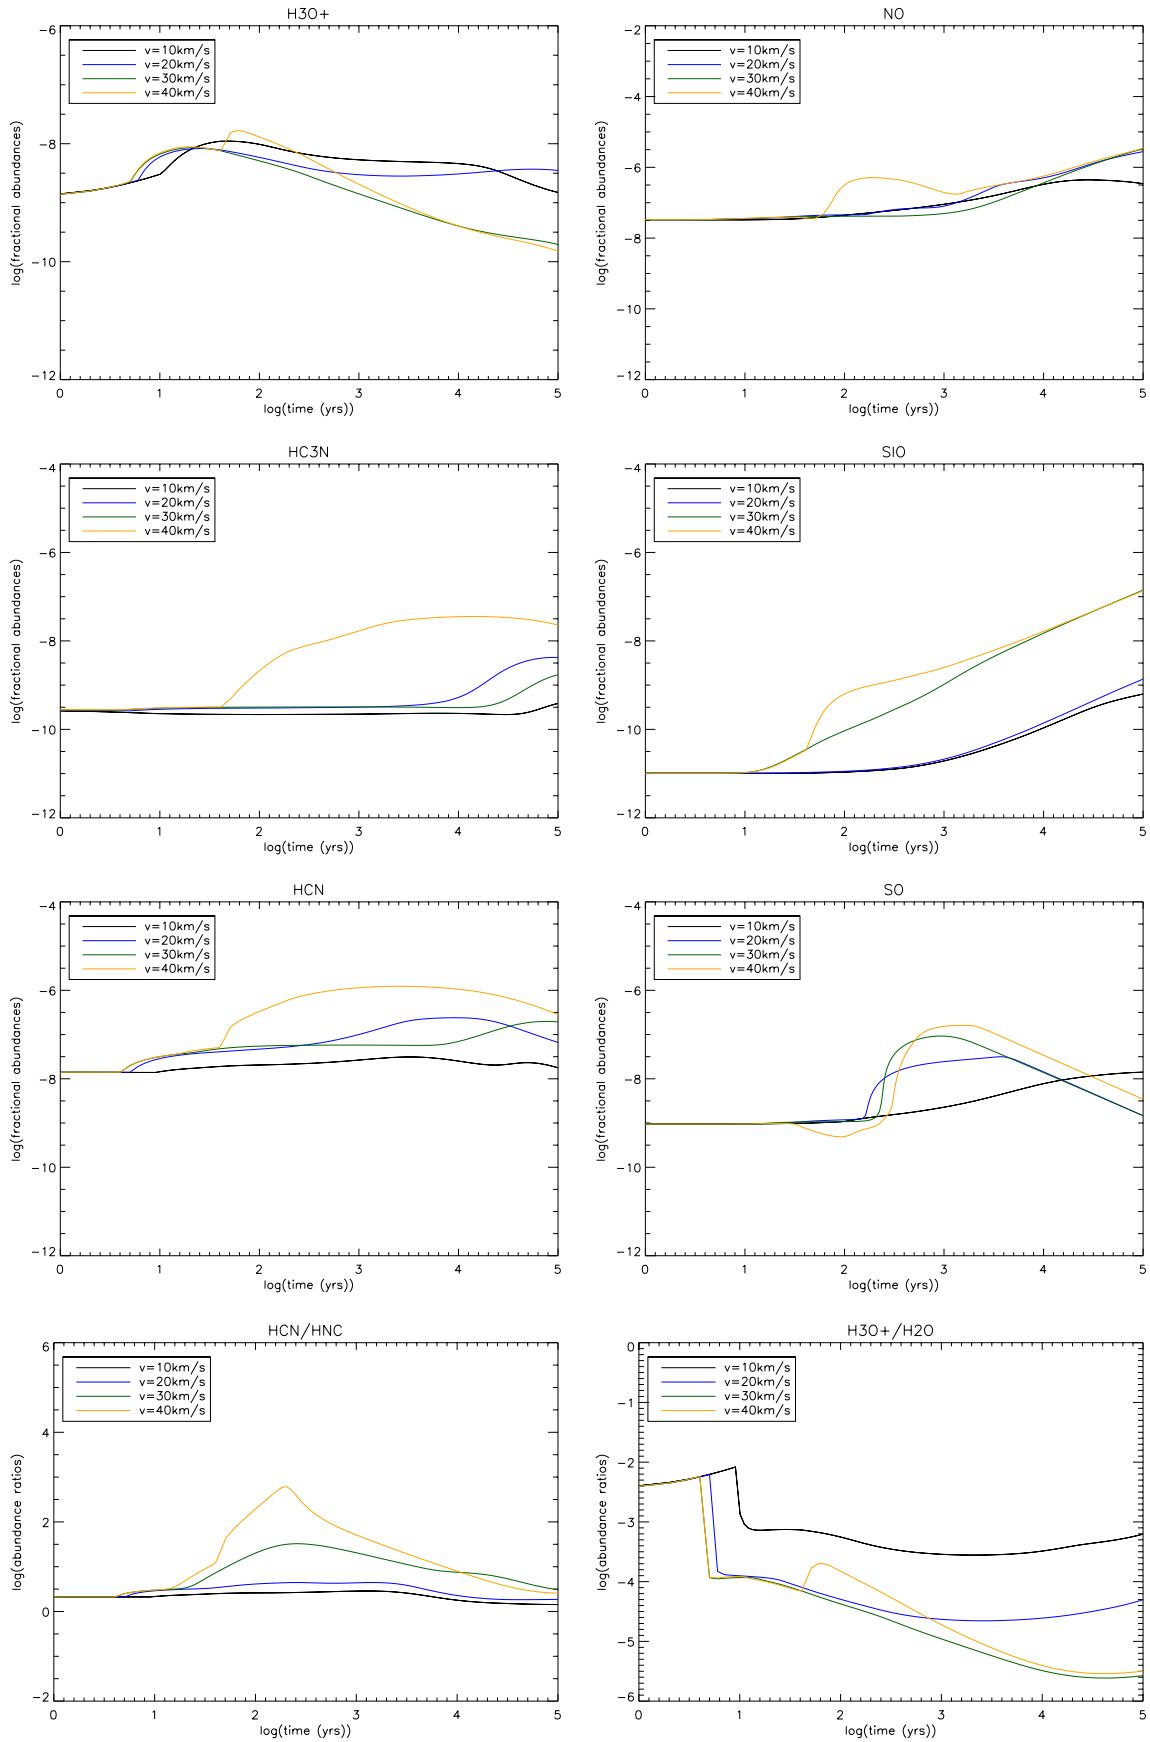 H3O+
-6
-8
-10
-12
log(fractional abundances)
v=10km/s
v=20km/s
v=30km/s
v=40km/s
0 1 2 3 4 5
log(time (yrs))
NO
-2
-4
-6
-8
-10
-12
log(fractional abundances)
v=10km/s
v=20km/s
v=30km/s
v=40km/s
0 1 2 3 4 5
log(time (yrs))
HC3N
-4
-6
-8
-10
-12
log(fractional abundances)
v=10km/s
v=20km/s
v=30km/s
v=40km/s
0 1 2 3 4 5
log(time (yrs))
SIO
-4
-6
-8
-10
-12
log(fractional abundances)
v=10km/s
v=20km/s
v=30km/s
v=40km/s
0 1 2 3 4 5
log(time (yrs))
HCN
-4
-6
-8
-10
-12
log(fractional abundances)
v=10km/s
v=20km/s
v=30km/s
v=40km/s
0 1 2 3 4 5
log(time (yrs))
SO
-4
-6
-8
-10
-12
log(fractional abundances)
v=10km/s
v=20km/s
v=30km/s
v=40km/s
0 1 2 3 4 5
log(time (yrs))
HCN/HNC
6
4
2
0
-2
log(abundance ratios)
v=10km/s
v=20km/s
v=30km/s
v=40km/s
0 1 2 3 4 5
log(time (yrs))
H3O+/H2O
0
-1
-2
-3
-4
-5
-6
log(abundance ratios)
v=10km/s
v=20km/s
v=30km/s
v=40km/s
0 1 2 3 4 5
log(time (yrs))